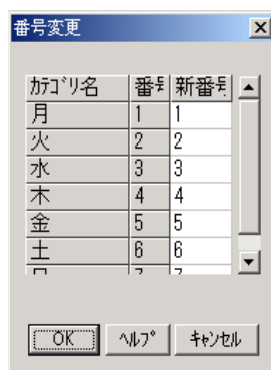 番号変更
ｶﾃｺﾞﾘ名 番号 新番号
月 1 1
火 2 2
水 3 3
木 4 4
金 5 5
土 6 6
OK ﾍﾙﾌﾟ ｷｬﾝｾﾙ